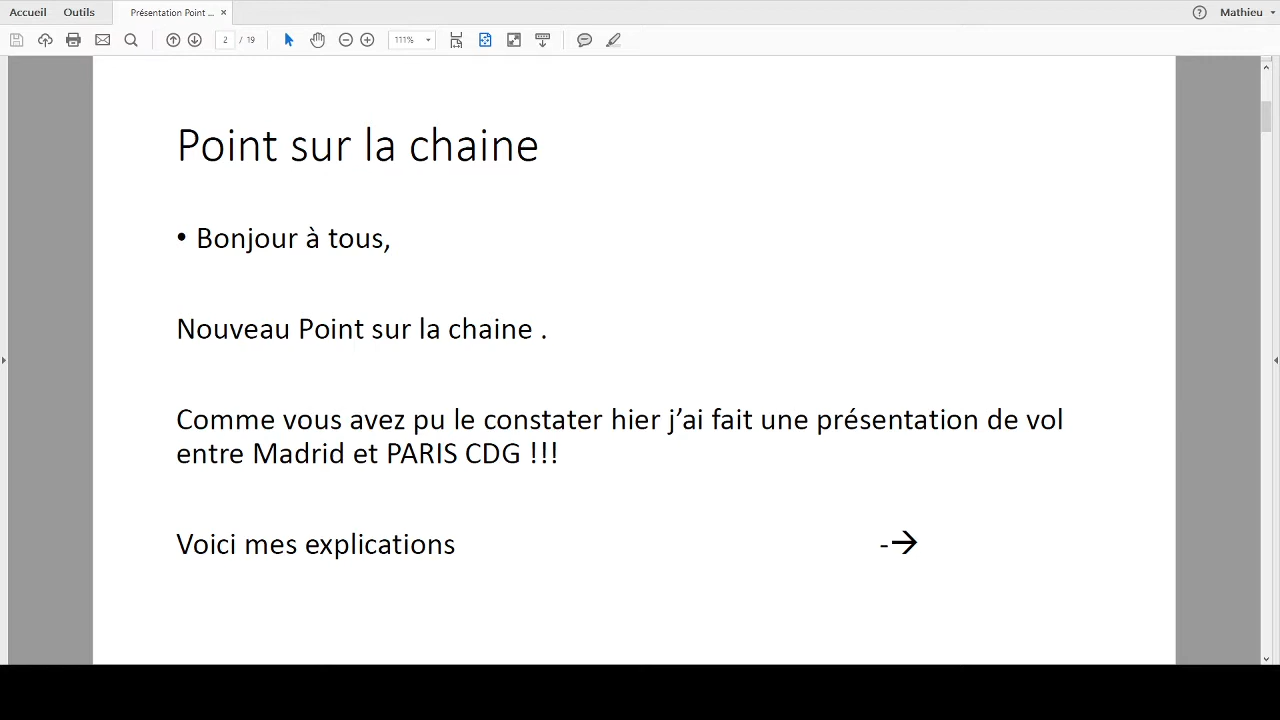 Accueil Outils Présentation Point ... × ? Mathieu
2 / 19 111%
Point sur la chaine
• Bonjour à tous,
Nouveau Point sur la chaine .
Comme vous avez pu le constater hier j’ai fait une présentation de vol
entre Madrid et PARIS CDG !!!
Voici mes explications -→